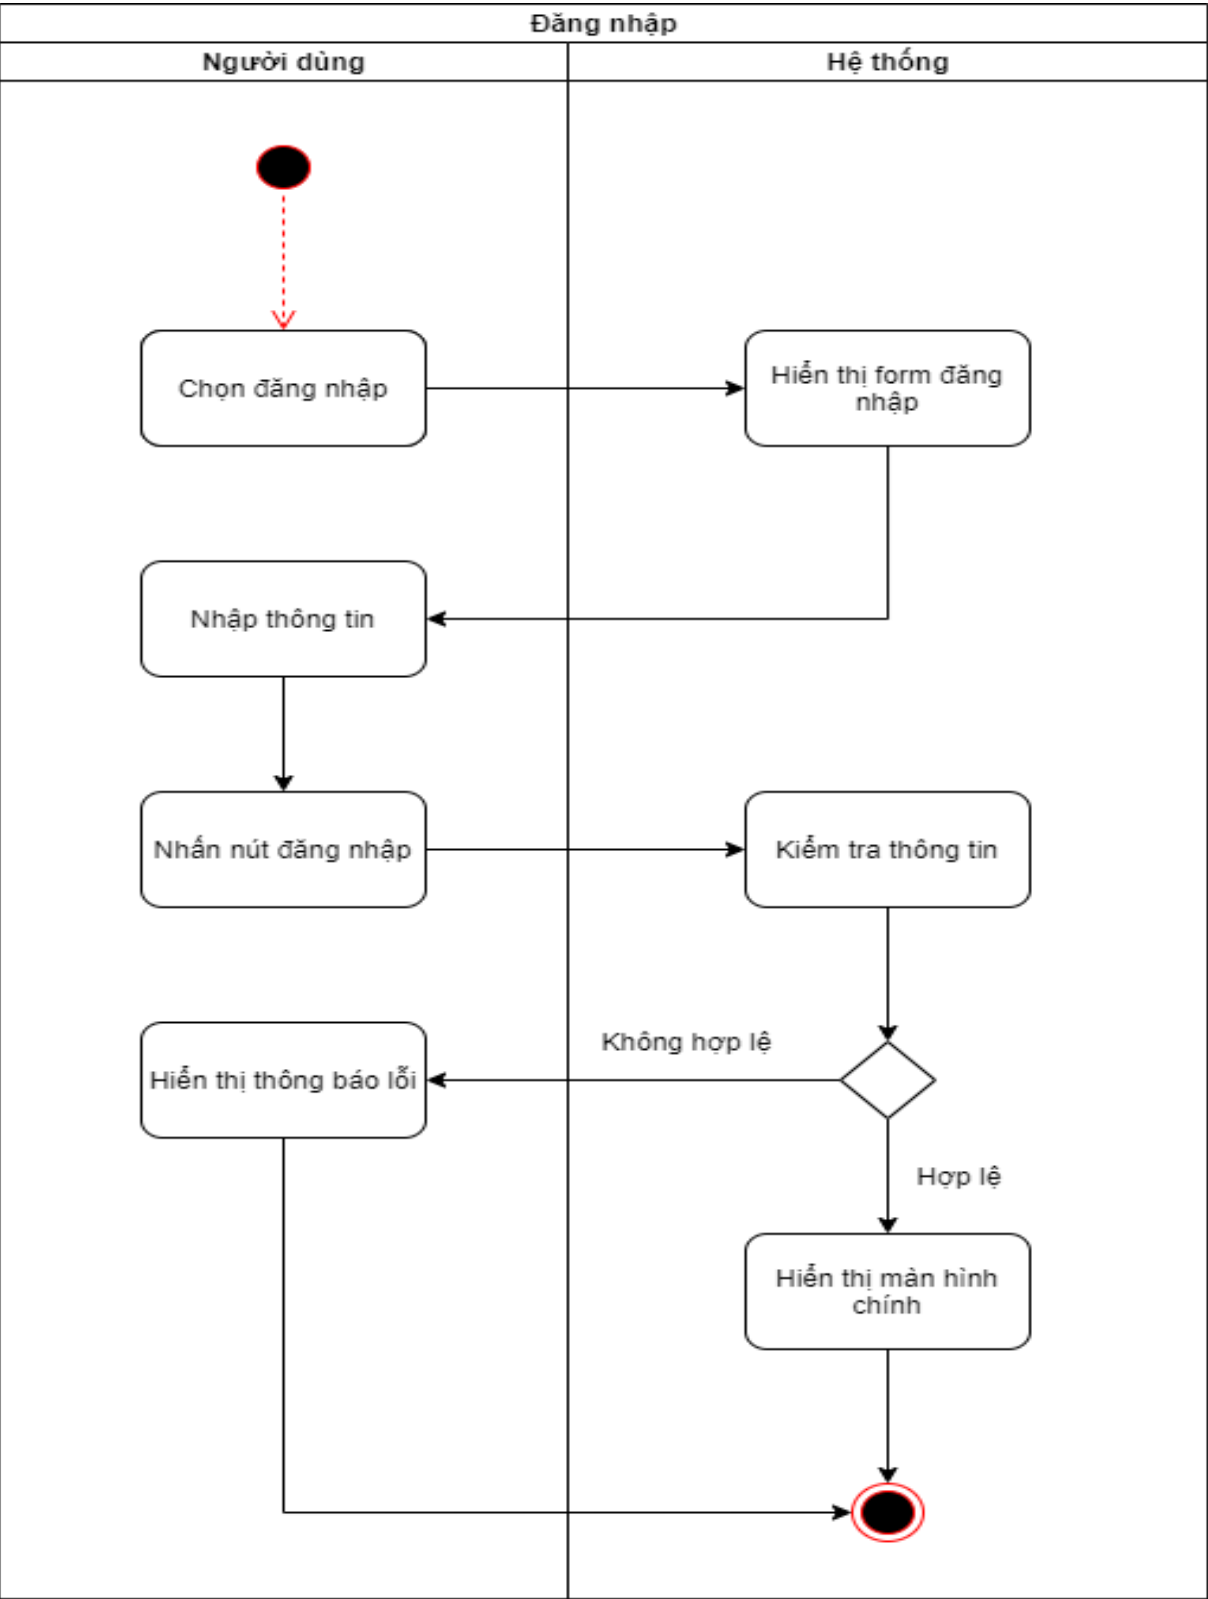 Đăng nhập
Người dùng
Hệ thống
Chọn đăng nhập
Hiển thị form đăng
nhập
Nhập thông tin
Nhấn nút đăng nhập
Kiểm tra thông tin
Không hợp lệ
Hiển thị thông báo lỗi
Hợp lệ
Hiển thị màn hình
chính